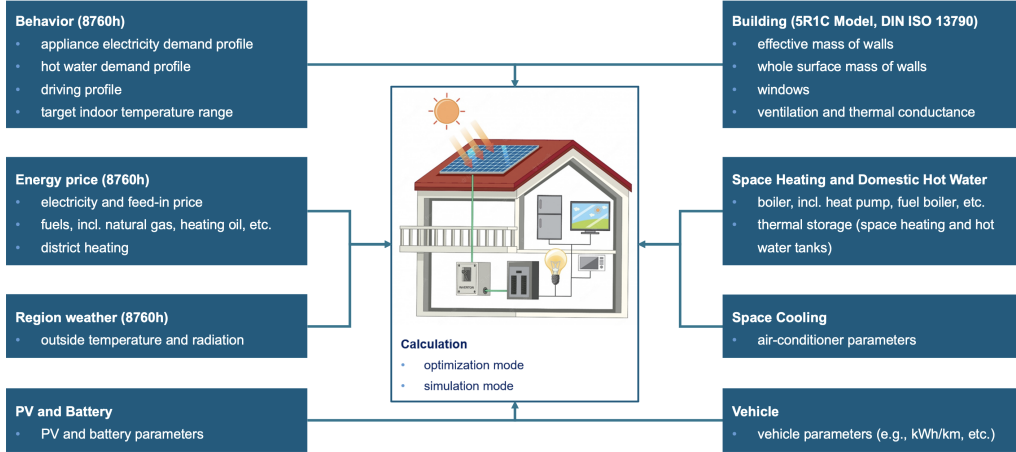 Behavior (8760h)
• appliance electricity demand profile
• hot water demand profile
• driving profile
• target indoor temperature range
Energy price (8760h)
• electricity and feed-in price
• fuels, incl. natural gas, heating oil, etc.
• district heating
Region weather (8760h)
• outside temperature and radiation
PV and Battery
• PV and battery parameters
INVERTER
Calculation
• optimization mode
• simulation mode
Building (5R1C Model, DIN ISO 13790)
• effective mass of walls
• whole surface mass of walls
• windows
• ventilation and thermal conductance
Space Heating and Domestic Hot Water
• boiler, incl. heat pump, fuel boiler, etc.
• thermal storage (space heating and hot
water tanks)
Space Cooling
• air-conditioner parameters
Vehicle
• vehicle parameters (e.g., kWh/km, etc.)